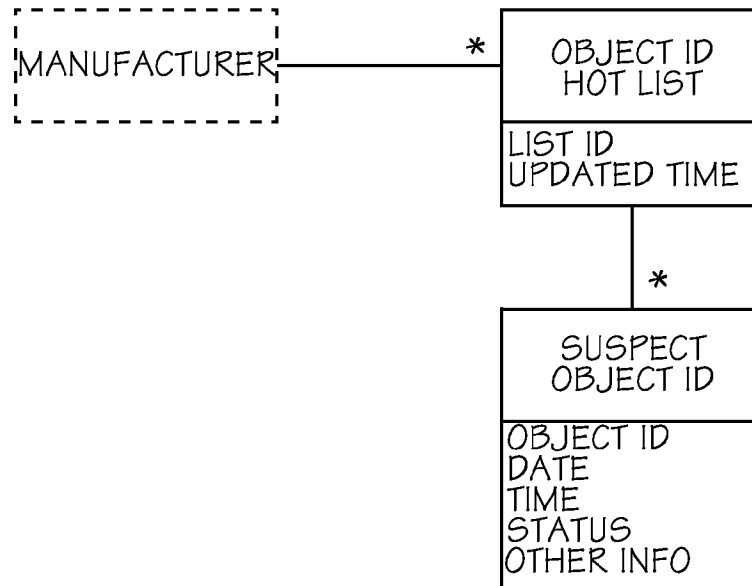 MANUFACTURER
*
OBJECT ID
HOT LIST
LIST ID
UPDATED TIME
*
SUSPECT
OBJECT ID
OBJECT ID
DATE
TIME
STATUS
OTHER INFO